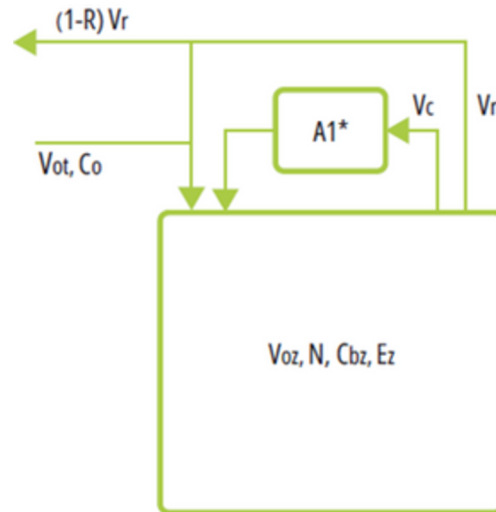 (1-R) Vr
A1*
Vc
Vr
Vot, Co
Voz, N, Cbz, Ez